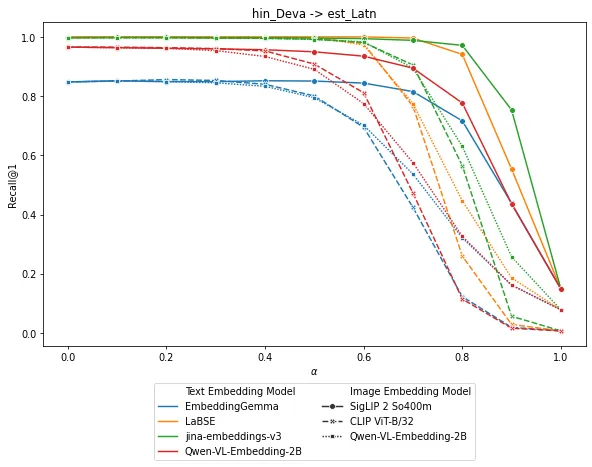 hin_Deva -> est_Latn
Recall@1
1.0
0.8
0.6
0.4
0.2
0.0
0.0 0.2 0.4 0.6 0.8 1.0
α
Text Embedding Model
EmbeddingGemma
LaBSE
jina-embeddings-v3
Qwen-VL-Embedding-2B
Image Embedding Model
SigLIP 2 So400m
CLIP ViT-B/32
Qwen-VL-Embedding-2B